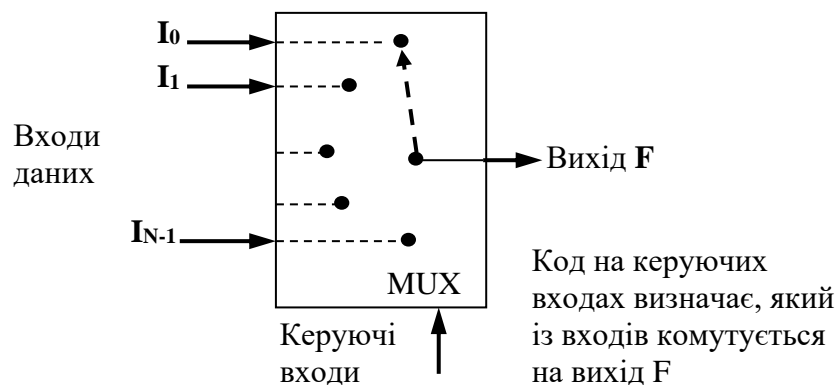 I0
I1
Входи
даних
Вихід F
IN-1
MUX
Керуючі
входи
Код на керуючих
входах визначає, який
із входів комутується
на вихід F